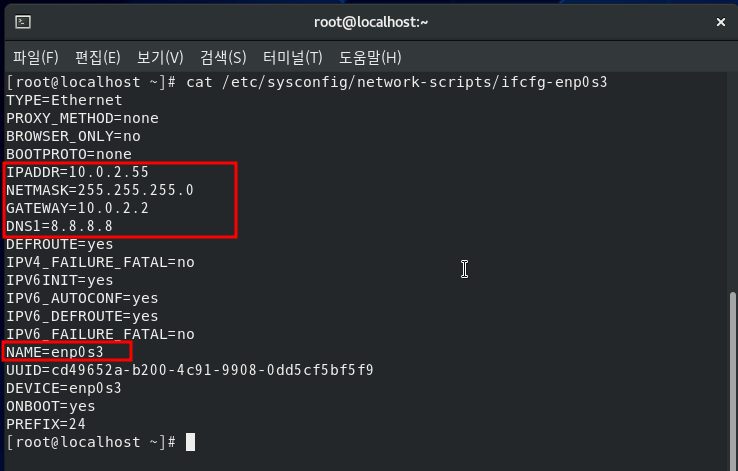 root@localhost:~
파일(F) 편집(E) 보기(V) 검색(S) 터미널(T) 도움말(H)
[root@localhost ~]# cat /etc/sysconfig/network-scripts/ifcfg-enp0s3
TYPE=Ethernet
PROXY_METHOD=none
BROWSER_ONLY=no
BOOTPROTO=none
IPADDR=10.0.2.55
NETMASK=255.255.255.0
GATEWAY=10.0.2.2
DNS1=8.8.8.8
DEFROUTE=yes
IPV4_FAILURE_FATAL=no
IPV6INIT=yes
IPV6_AUTOCONF=yes
IPV6_DEFROUTE=yes
IPV6_FAILURE_FATAL=no
NAME=enp0s3
UUID=cd49652a-b200-4c91-9908-0dd5cf5bf5f9
DEVICE=enp0s3
ONBOOT=yes
PREFIX=24
[root@localhost ~]#